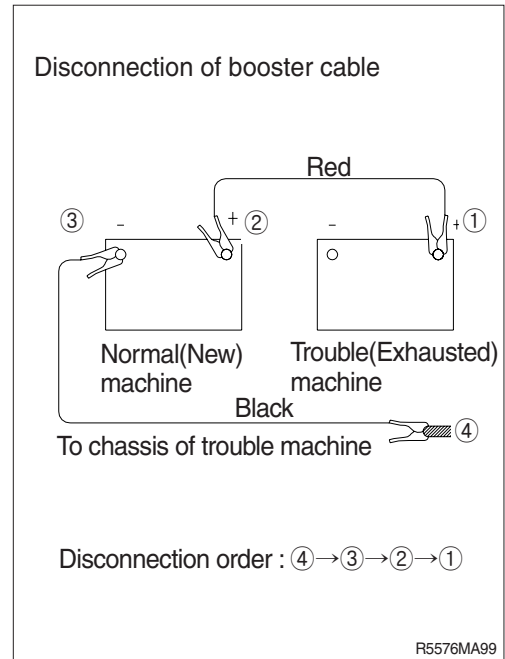 Disconnection of booster cable
Red
③ - + ② - + ①
Normal(New)
machine
Trouble(Exhausted)
machine
Black
④
To chassis of trouble machine
Disconnection order : ④→③→②→①
R5576MA99